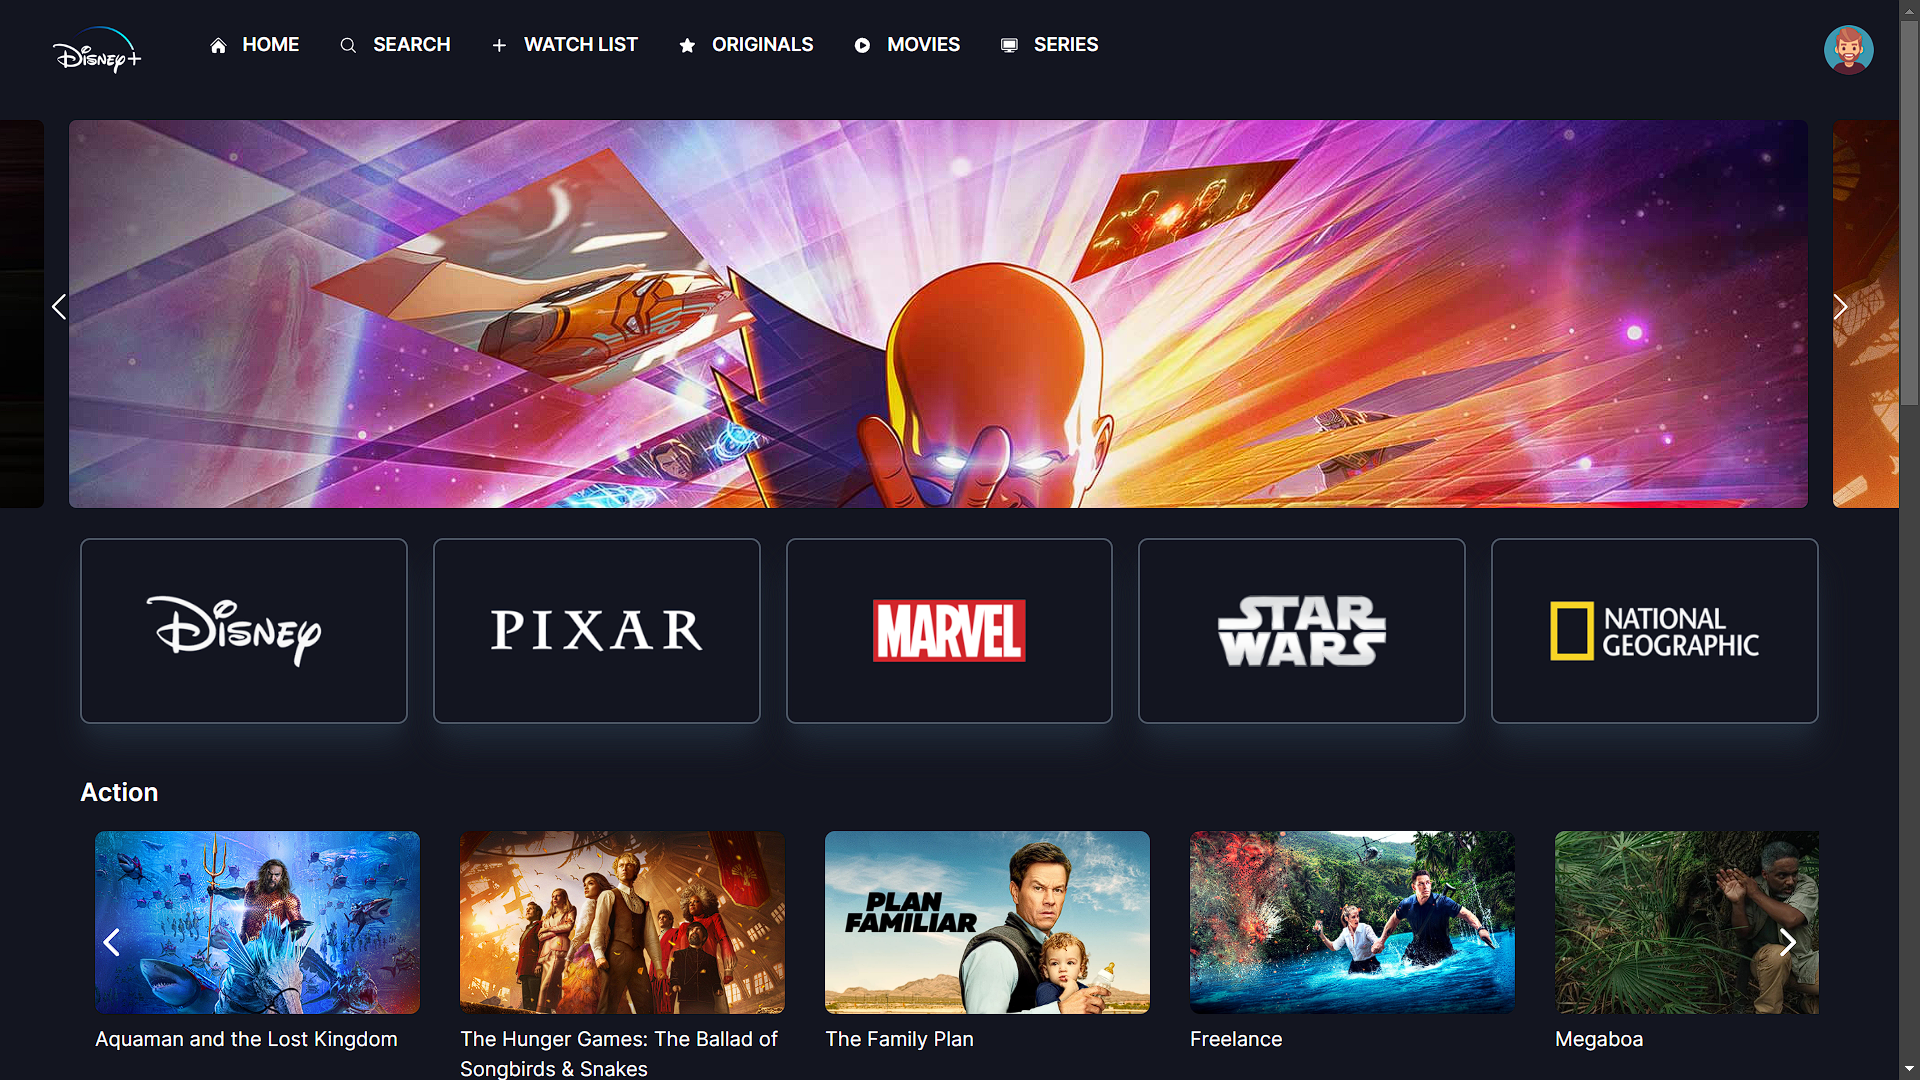 Disney+
HOME
SEARCH
WATCH LIST
ORIGINALS
MOVIES
SERIES
Disney
PIXAR
MARVEL
STAR
WARS
NATIONAL
GEOGRAPHIC
Action
PLAN
FAMILIAR
Aquaman and the Lost Kingdom
The Hunger Games: The Ballad of
Songbirds & Snakes
The Family Plan
Freelance
Megaboa